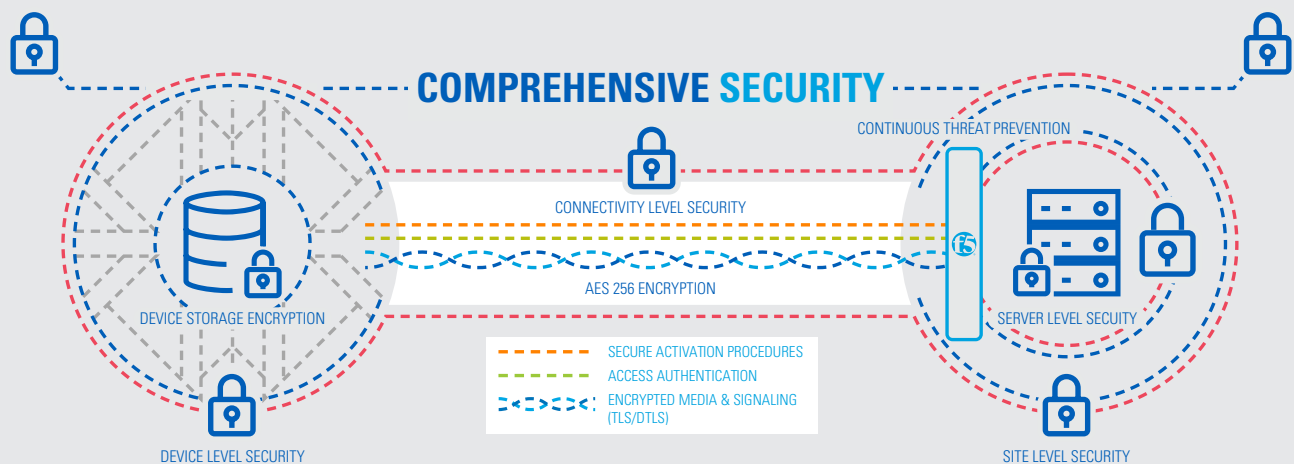 COMPREHENSIVE SECURITY
CONTINUOUS THREAT PREVENTION
CONNECTIVITY LEVEL SECURITY
f5
AES 256 ENCRYPTION
DEVICE STORAGE ENCRYPTION
SERVER LEVEL SECUITY
SECURE ACTIVATION PROCEDURES
ACCESS AUTHENTICATION
ENCRYPTED MEDIA & SIGNALING
(TLS/DTLS)
DEVICE LEVEL SECURITY
SITE LEVEL SECURITY